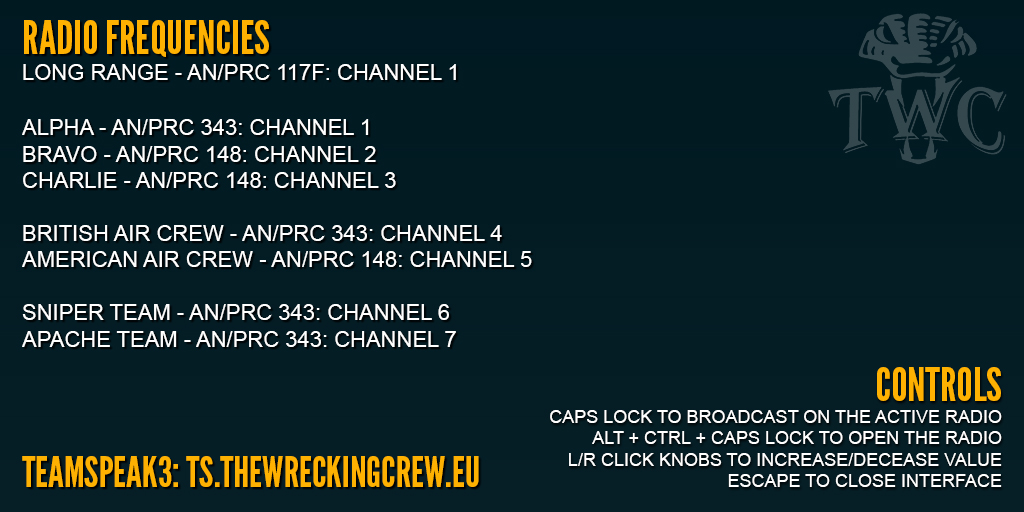 RADIO FREQUENCIES
LONG RANGE - AN/PRC 117F: CHANNEL 1
ALPHA - AN/PRC 343: CHANNEL 1
BRAVO - AN/PRC 148: CHANNEL 2
CHARLIE - AN/PRC 148: CHANNEL 3
BRITISH AIR CREW - AN/PRC 343: CHANNEL 4
AMERICAN AIR CREW - AN/PRC 148: CHANNEL 5
SNIPER TEAM - AN/PRC 343: CHANNEL 6
APACHE TEAM - AN/PRC 343: CHANNEL 7
TWC
CONTROLS
CAPS LOCK TO BROADCAST ON THE ACTIVE RADIO
ALT + CTRL + CAPS LOCK TO OPEN THE RADIO
L/R CLICK KNOBS TO INCREASE/DECEASE VALUE
ESCAPE TO CLOSE INTERFACE
TEAMSPEAK3: TS.THEWRECKINGCREW.EU